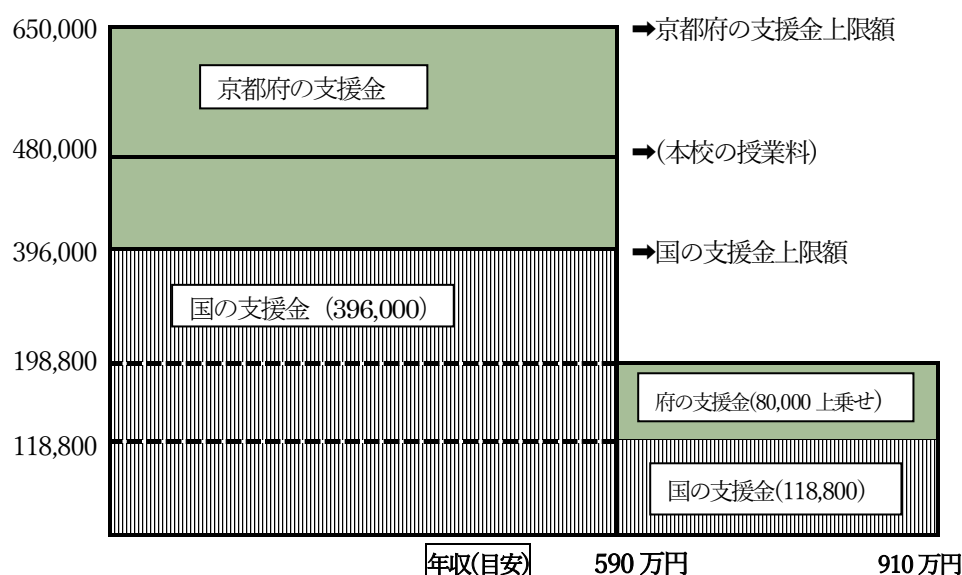 650,000
➡京都府の支援金上限額
京都府の支援金
480,000
➡(本校の授業料)
396,000
➡国の支援金上限額
国の支援金（396,000）
198,800
府の支援金(80,000 上乗せ)
118,800
国の支援金(118,800)
年収(目安)
590 万円
910 万円